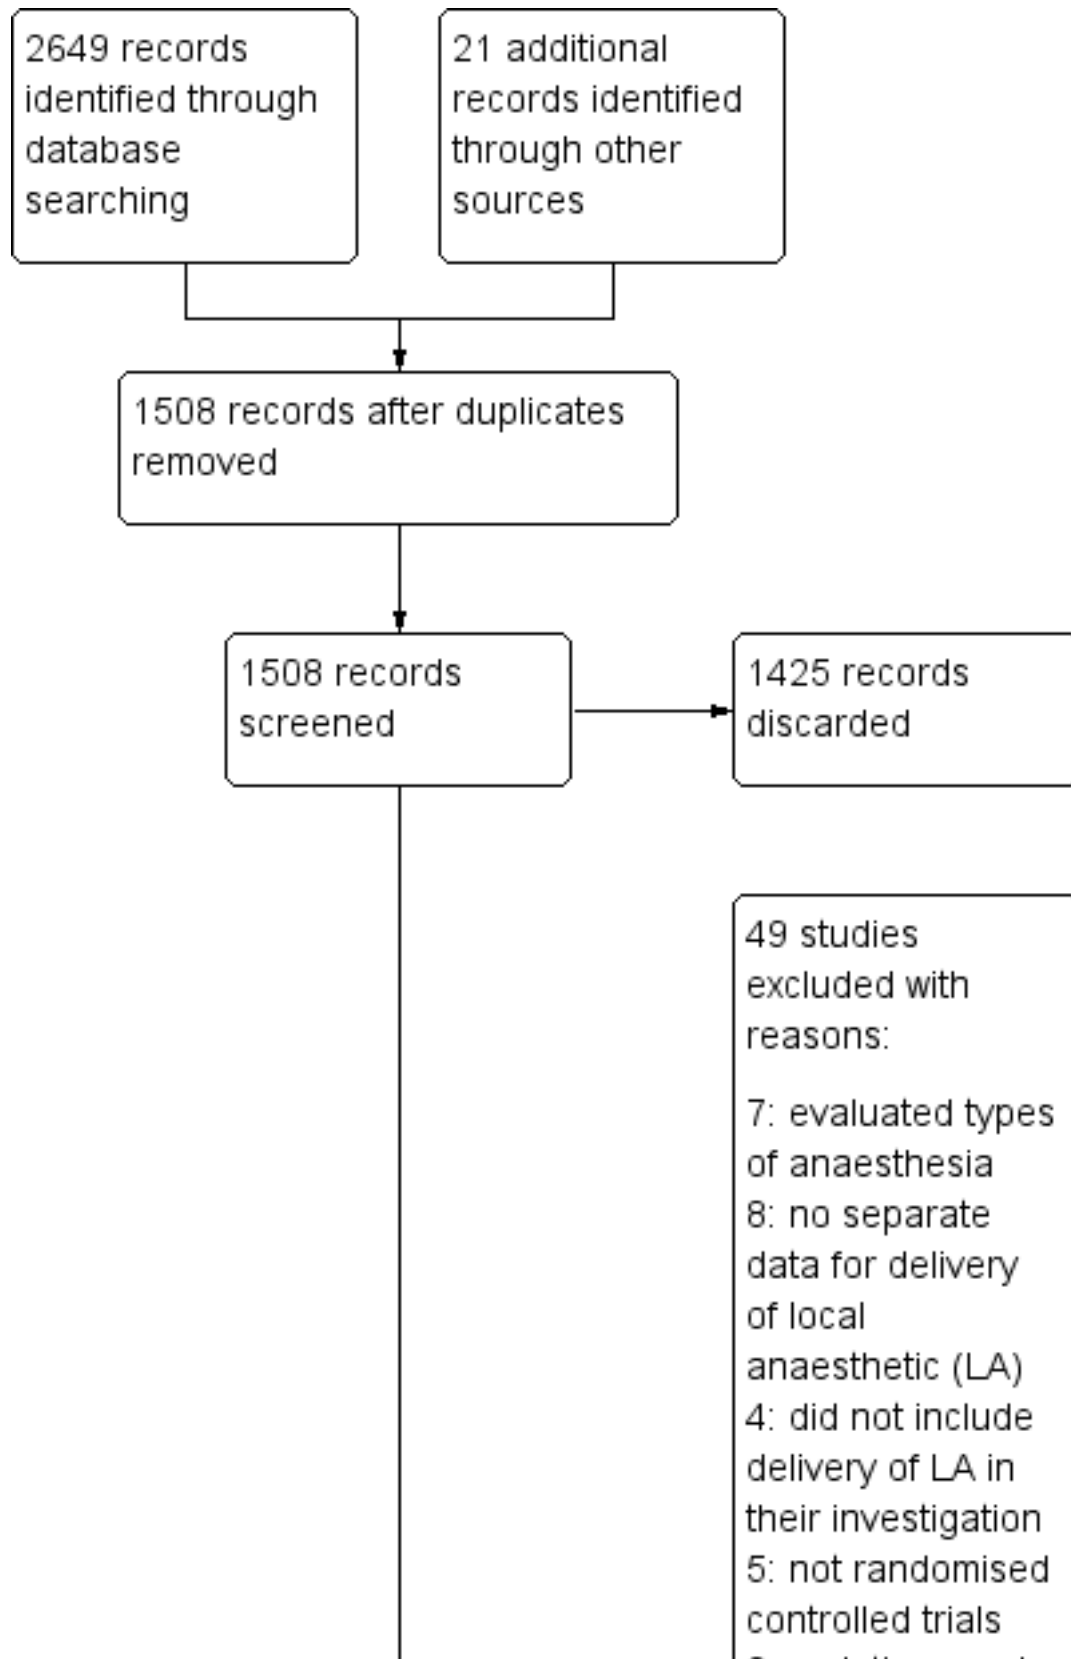 2649 records
identified through
database
searching
21 additional
records identified
through other
sources
1508 records after duplicates
removed
1508 records
screened
1425 records
discarded
49 studies
excluded with
reasons:
7: evaluated types
of anaesthesia
8: no separate
data for delivery
of local
anaesthetic (LA)
4: did not include
delivery of LA in
their investigation
5: not randomised
controlled trials